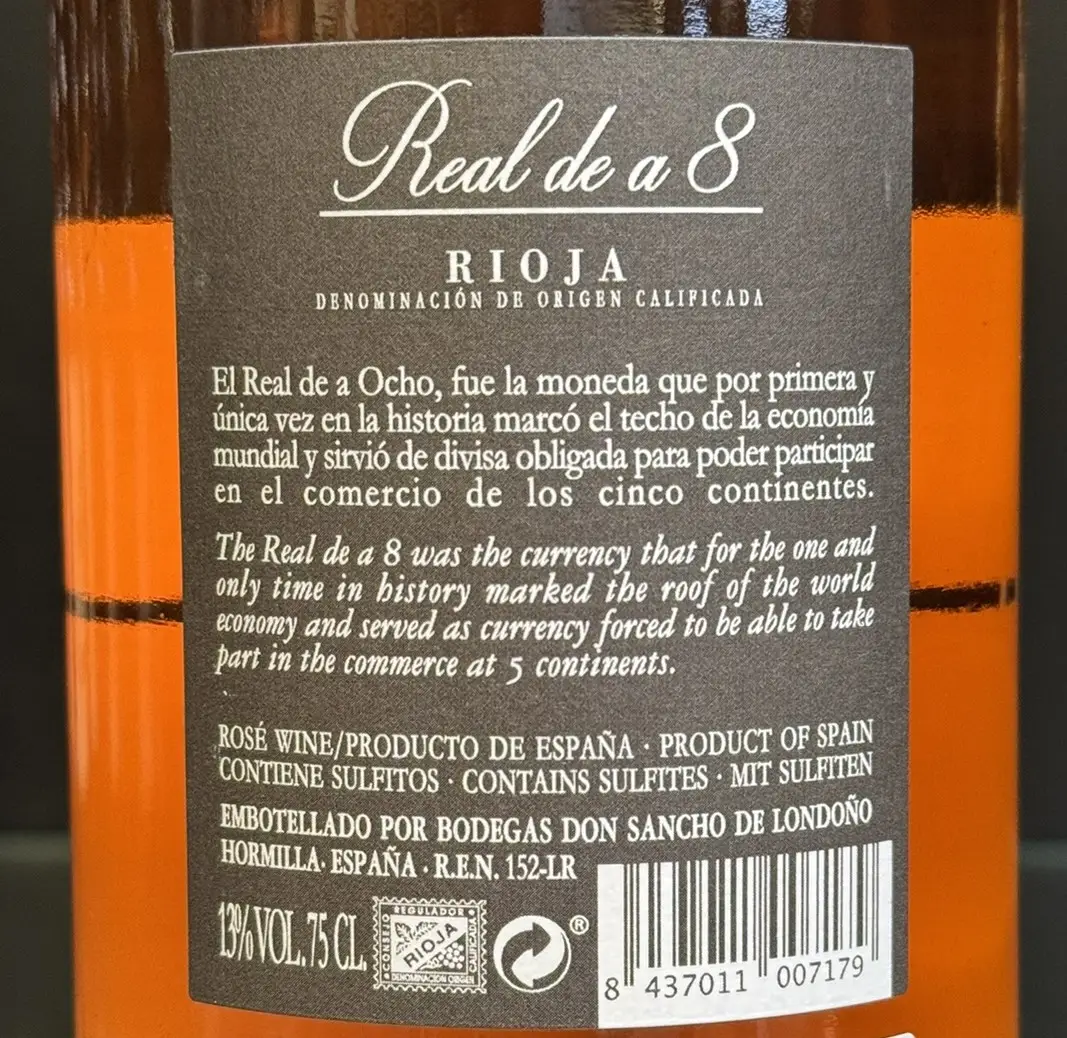 Real de a 8
RIOJA
DENOMINACIÓN DE ORIGEN CALIFICADA
El Real de a Ocho, fue la moneda que por primera y
única vez en la historia marcó el techo de la economía
mundial y sirvió de divisa obligada para poder participar
en el comercio de los cinco continentes.
The Real de a 8 was the currency that for the one and
only time in history marked the roof of the world
economy and served as currency forced to be able to take
part in the commerce at 5 continents.
ROSÉ WINE/PRODUCTO DE ESPAÑA · PRODUCT OF SPAIN
CONTIENE SULFITOS · CONTAINS SULFITES · MIT SULFITEN
EMBOTELLADO POR BODEGAS DON SANCHO DE LONDOÑO
HORMILLA· ESPAÑA · R.E.N. 152-LR
13% VOL. 75 CL.
CONSEJO
REGULADOR
CALIFICADA
RIOJA
DENOMINACION ORIGEN
®
8 437011 007179